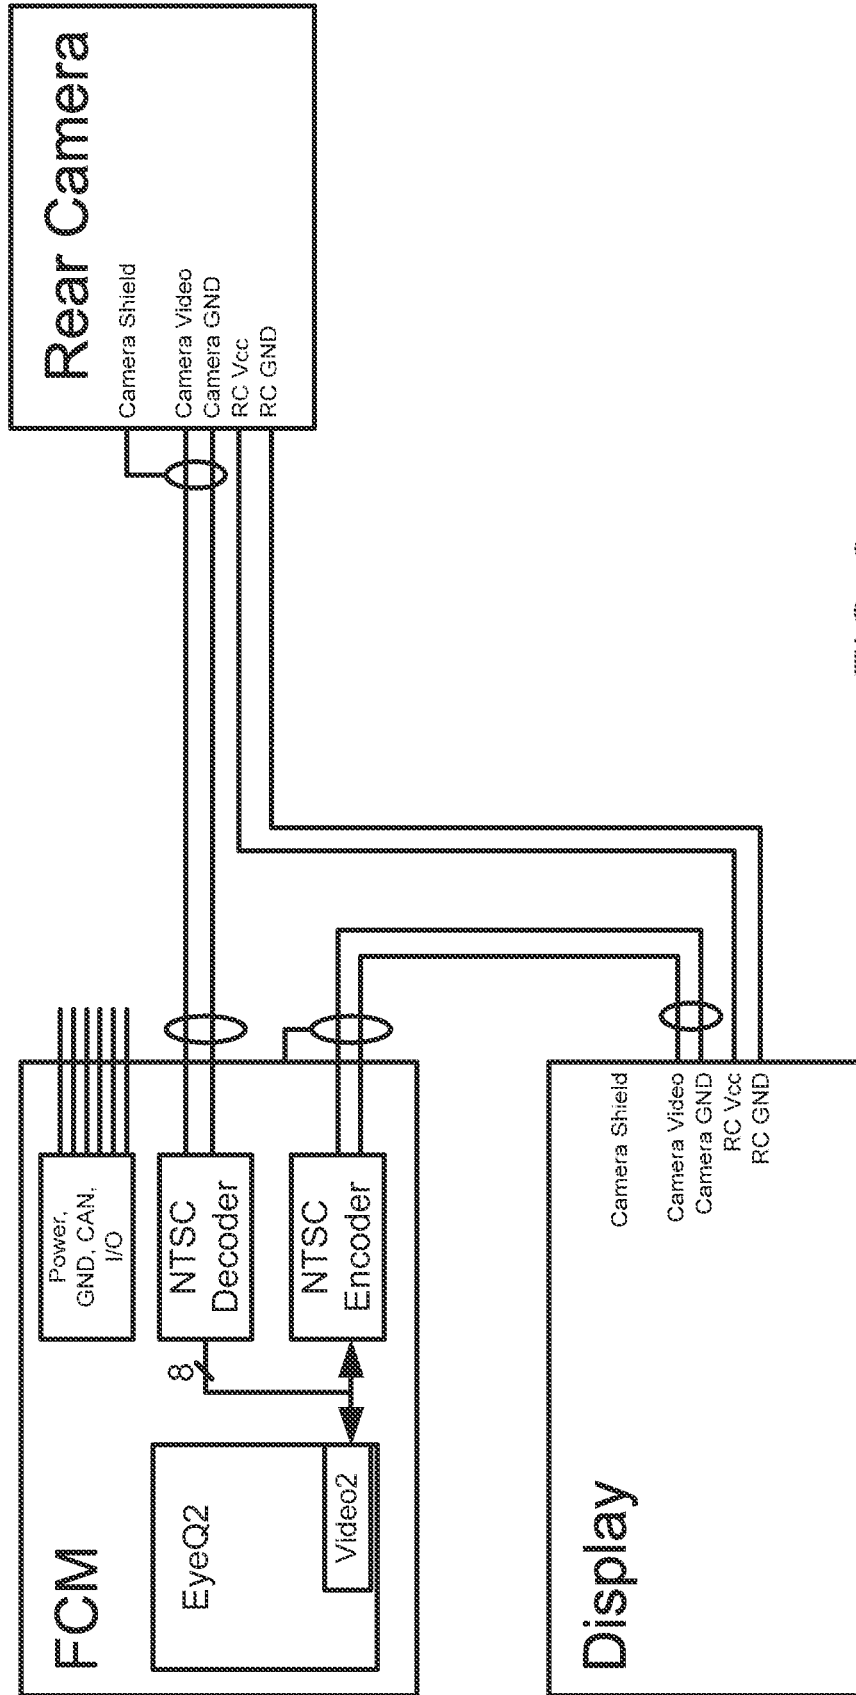 FCM
EyeQ2
Video2
8
Power,
GND, CAN,
I/O
NTSC
Decoder
NTSC
Encoder
Rear Camera
Camera Shield
Camera Video
Camera GND
RC Vcc
RC GND
Display
Camera Shield
Camera Video
Camera GND
RC Vcc
RC GND